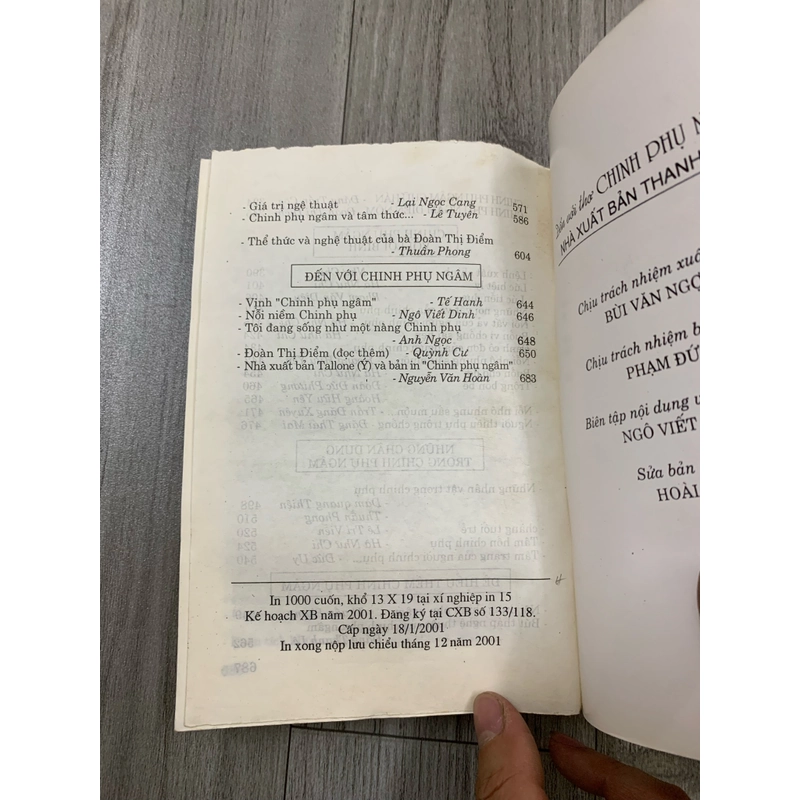 - Giá trị nghệ thuật - Lại Ngọc Cang 571
- Chinh phụ ngâm và tâm thức... - Lê Tuyên 586
- Thể thức và nghệ thuật của bà Đoàn Thị Điểm
- Thuần Phong 604
ĐẾN VỚI CHINH PHỤ NGÂM
- Vịnh "Chinh phụ ngâm" - Tế Hanh 644
- Nỗi niềm Chinh phụ - Ngô Viết Dinh 646
- Tôi đang sống như một nàng Chinh phụ
- Anh Ngọc 648
- Đoàn Thị Điểm (đọc thêm) - Quỳnh Cư 650
- Nhà xuất bản Tallone (Ý) và bản in "Chinh phụ ngâm"
- Nguyễn Văn Hoàn 683
In 1000 cuốn, khổ 13 X 19 tại xí nghiệp in 15
Kế hoạch XB năm 2001. Đăng ký tại CXB số 133/118.
Cấp ngày 18/1/2001
In xong nộp lưu chiểu tháng 12 năm 2001
Đến với thơ CHINH PHỤ
NHÀ XUẤT BẢN THANH
Chịu trách nhiệm xuấ
BÙI VĂN NGỢ
Chịu trách nhiệm b
PHẠM ĐỨ
Biên tập nội dung
NGÔ VIẾT
Sửa bản
HOÀI